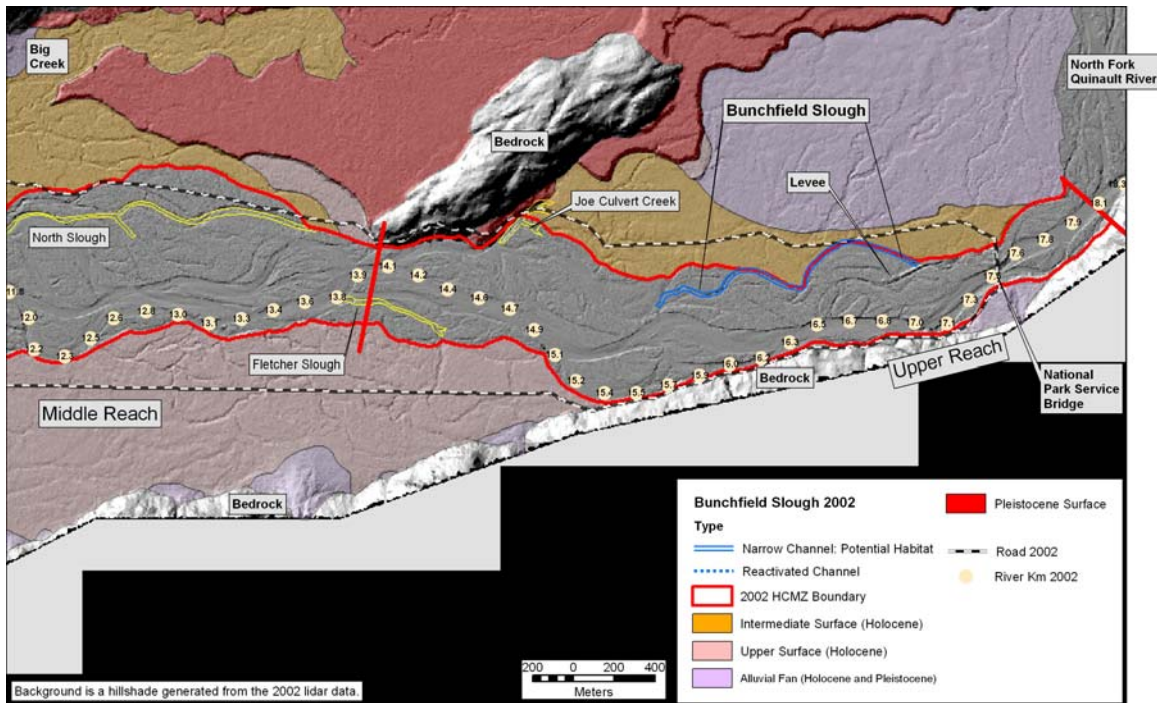 Big
Creek
North Fork
Quinault River
Bunchfield Slough
Bedrock
Levee
Joe Culvert Creek
North Slough
18.3
18.1
17.9
17.8
17.6
14.1
13.9
14.2
14.4
14.6
14.7
14.9
15.1
15.2
15.4
15.5
15.9
16.0
16.3
16.5
16.8
17.0
17.1
17.3
13.8
13.6
13.4
13.3
13.1
13.0
12.8
12.6
12.5
12.3
12.2
12.0
11.8
Fletcher Slough
Bedrock
Upper Reach
National
Park Service
Bridge
Middle Reach
Bedrock
Bunchfield Slough 2002
Type
Narrow Channel: Potential Habitat
Reactivated Channel
2002 HCMZ Boundary
Intermediate Surface (Holocene)
Upper Surface (Holocene)
Alluvial Fan (Holocene and Pleistocene)
Pleistocene Surface
Road 2002
River Km 2002
200 0 200 400
Meters
Background is a hillshade generated from the 2002 lidar data.